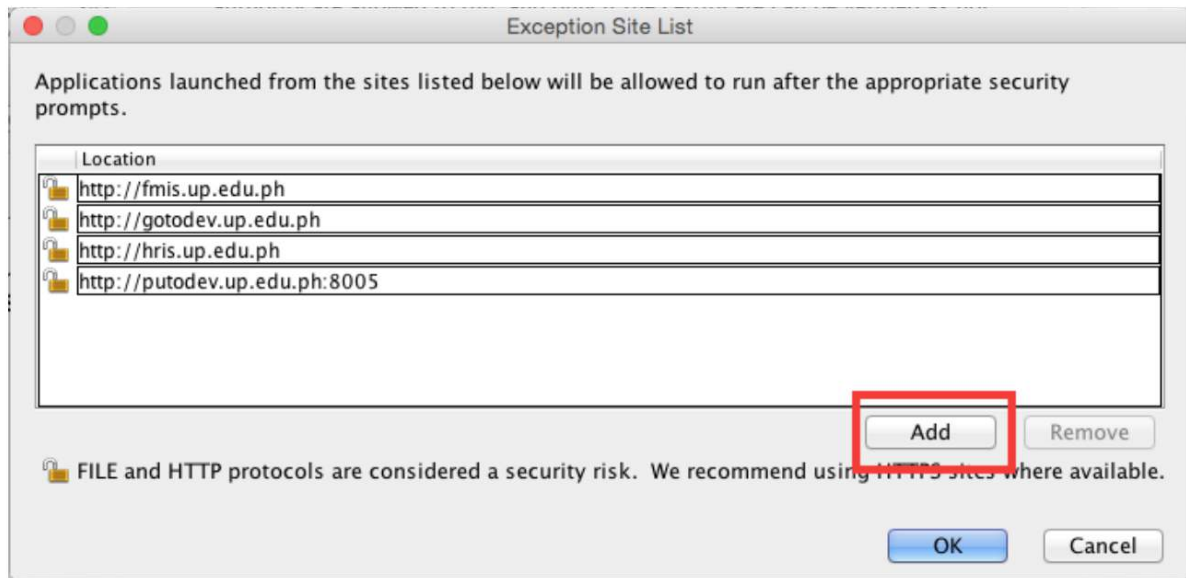 Exception Site List
Applications launched from the sites listed below will be allowed to run after the appropriate security
prompts.
Location
http://fmis.up.edu.ph
http://gotodev.up.edu.ph
http://hris.up.edu.ph
http://putodev.up.edu.ph:8005
Add Remove
FILE and HTTP protocols are considered a security risk. We recommend using HTTPS sites where available.
OK Cancel